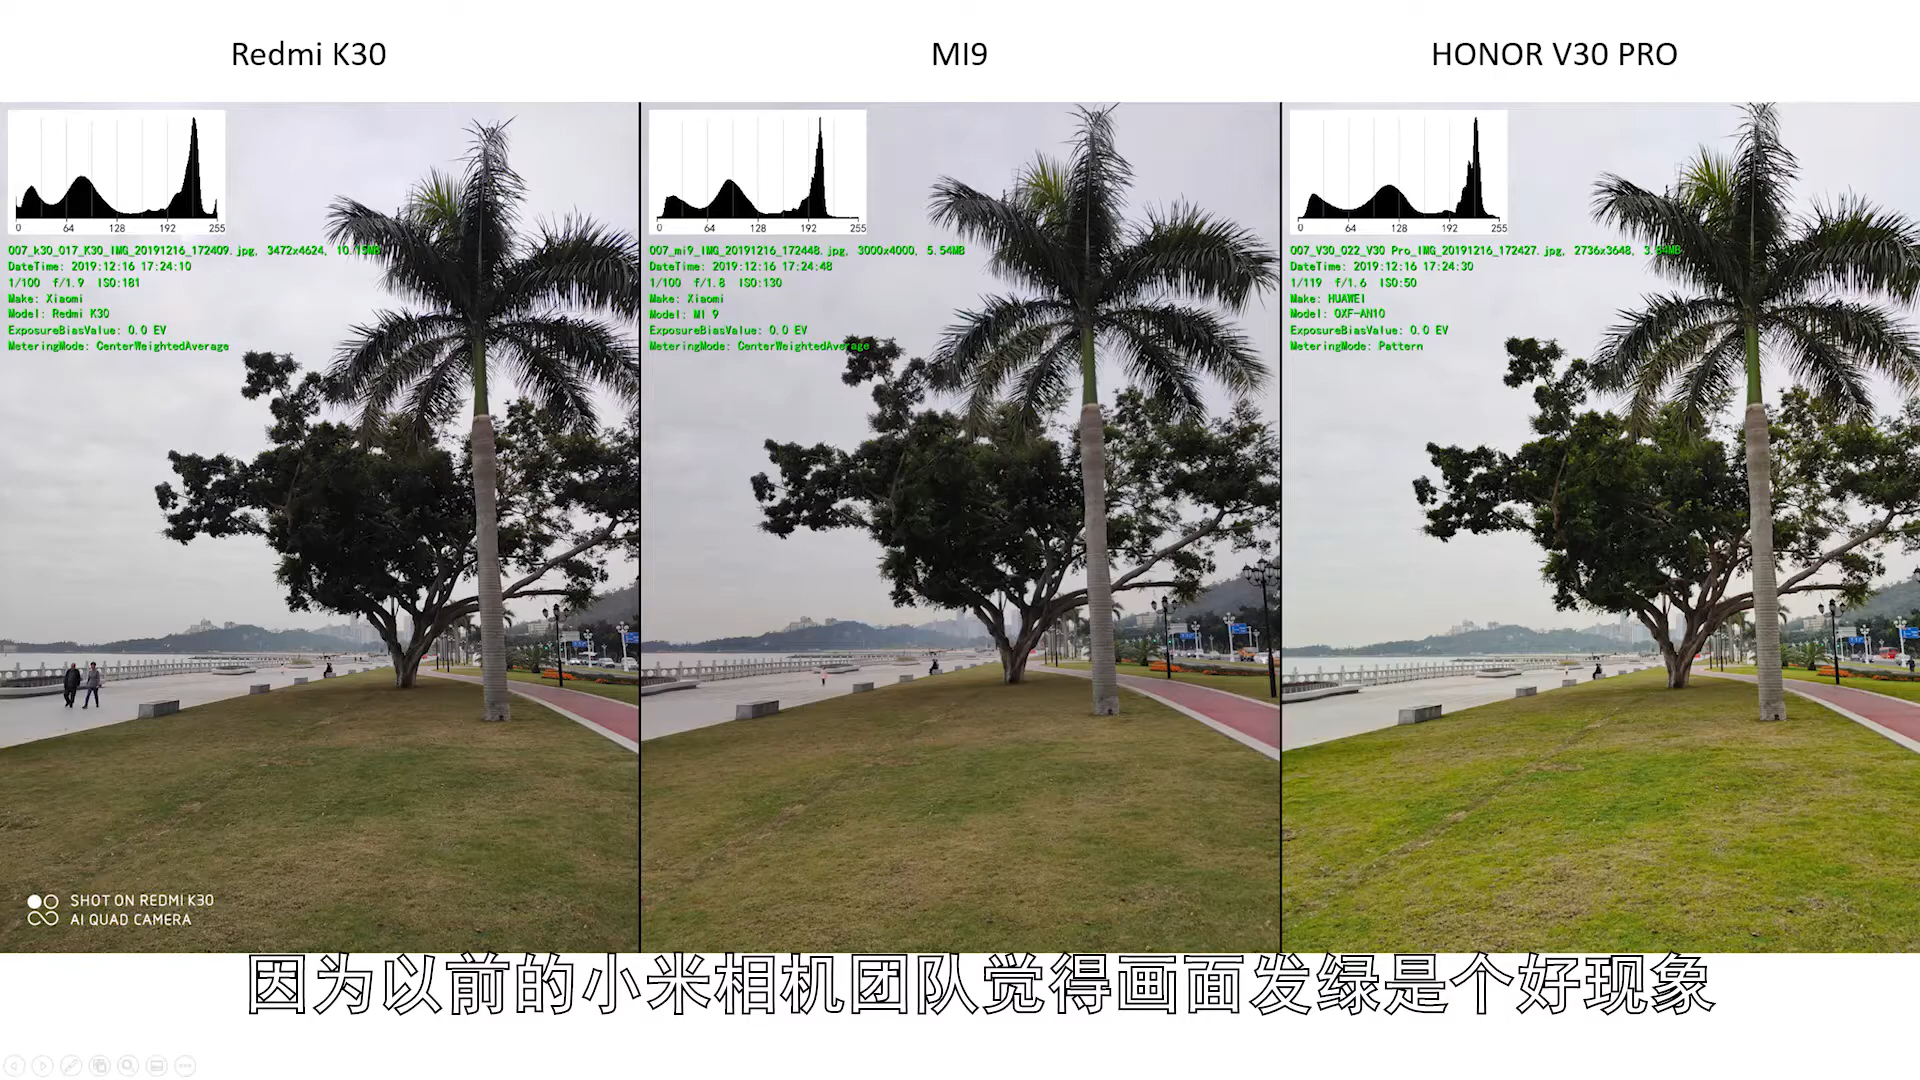 Redmi K30
MI9
HONOR V30 PRO
0 64 128 192 255
007_k30_017_K30_IMG_20191216_172409.jpg, 3472x4624, 10.15MB
DateTime: 2019:12:16 17:24:10
1/100 f/1.9 ISO:181
Make: Xiaomi
Model: Redmi K30
ExposureBiasValue: 0.0 EV
MeteringMode: CenterWeightedAverage
0 64 128 192 255
007_mi9_IMG_20191216_172448.jpg, 3000x4000, 5.54MB
DateTime: 2019:12:16 17:24:48
1/100 f/1.8 ISO:130
Make: Xiaomi
Model: MI 9
ExposureBiasValue: 0.0 EV
MeteringMode: CenterWeightedAverage
0 64 128 192 255
007_V30_022_V30 Pro_IMG_20191216_172427.jpg, 2736x3648,
DateTime: 2019:12:16 17:24:30
1/119 f/1.6 ISO:50
Make: HUAWEI
Model: OXF-AN10
ExposureBiasValue: 0.0 EV
MeteringMode: Pattern
SHOT ON REDMI K30
AI QUAD CAMERA
因为以前的小米相机团队觉得画面发绿是个好现象